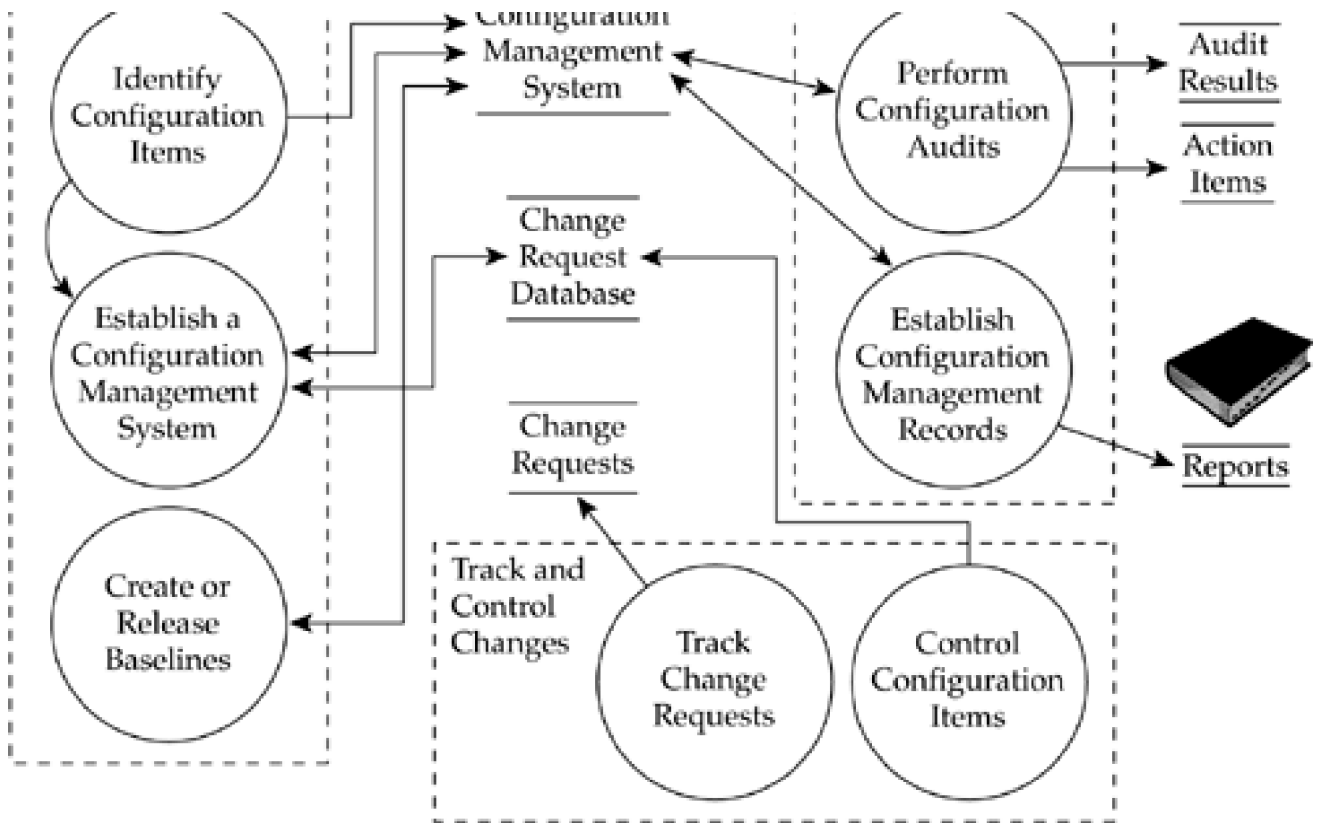 Identify
Configuration
Items
Establish a
Configuration
Management
System
Create or
Release
Baselines
Configuration
Management
System
Change
Request
Database
Change
Requests
Perform
Configuration
Audits
Establish
Configuration
Management
Records
Audit
Results
Action
Items
Reports
Track and
Control
Changes
Track
Change
Requests
Control
Configuration
Items